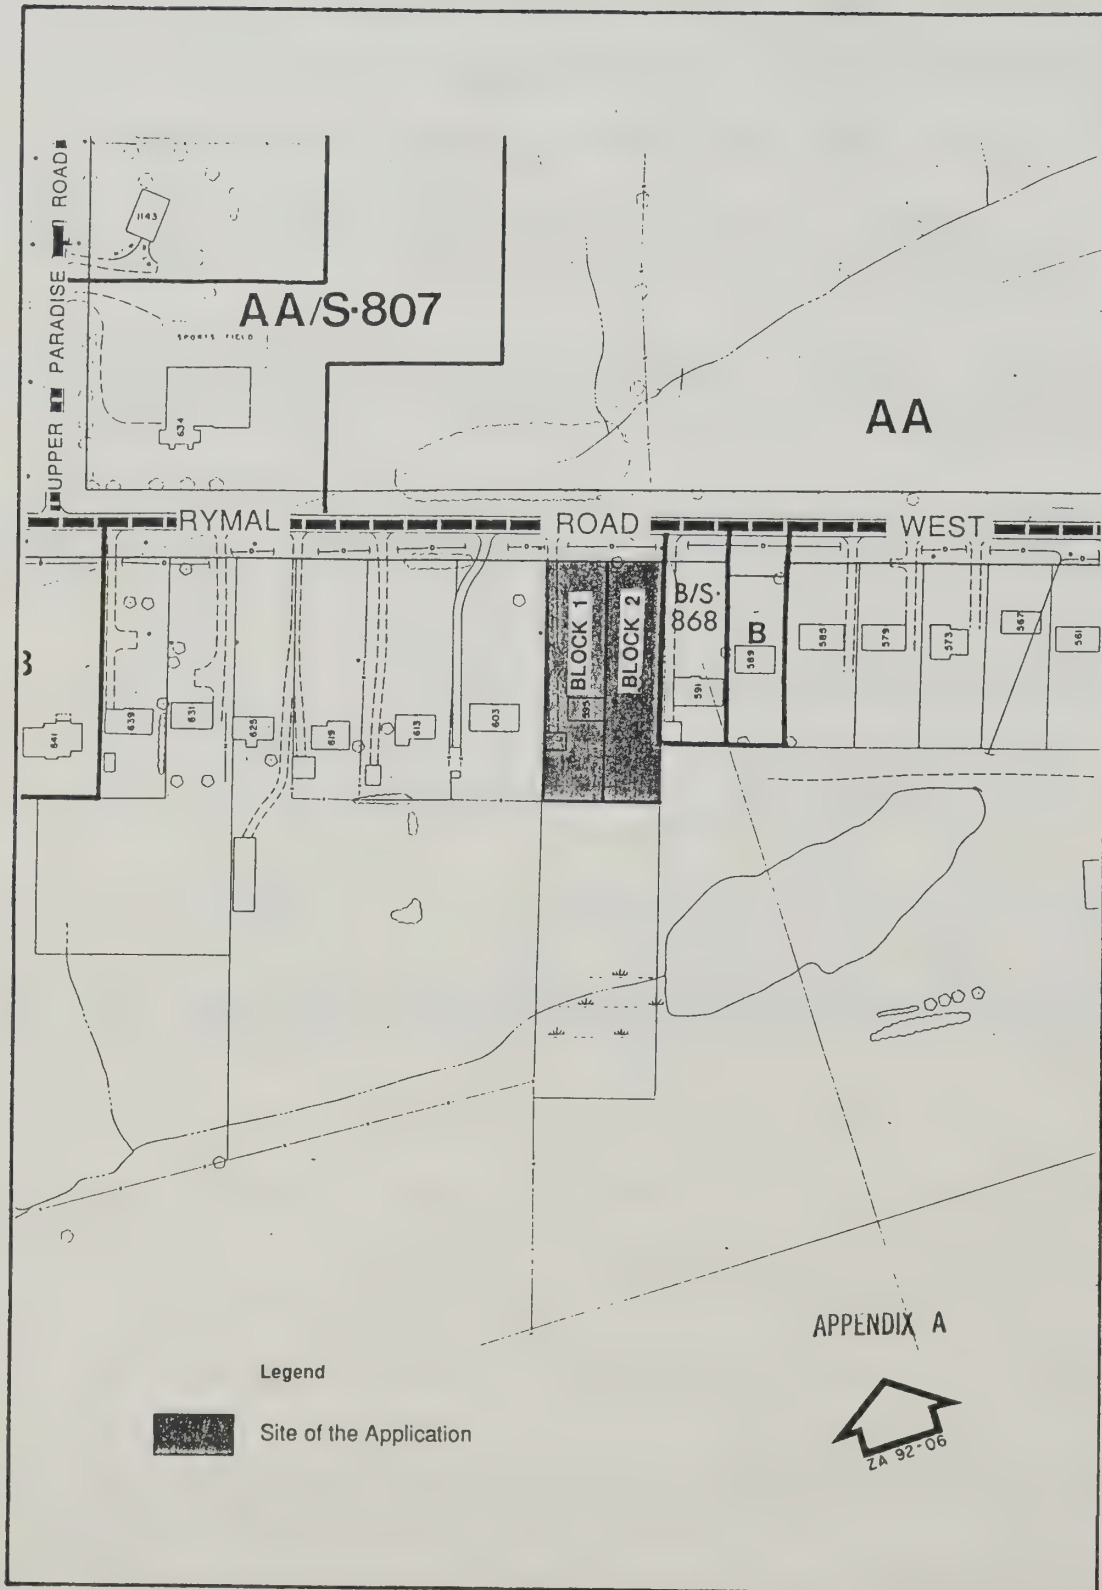 UPPER PARADISE ROAD
1143
AA/S·807
SPORTS FIELD
634
AA
RYMAL ROAD WEST
B/S·
868
B
BLOCK 1
BLOCK 2
641
639
631
625
619
613
603
595
591
589
585
579
573
567
561
APPENDIX A
Legend
Site of the Application
ZA 92-06